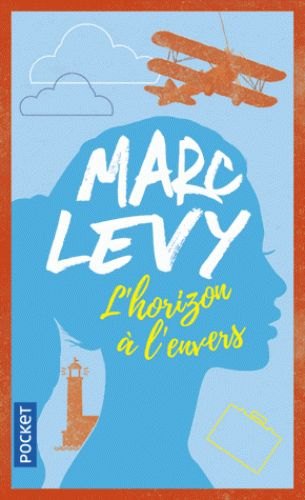 MARC
LEVY
L'horizon
à l'envers
POCKET